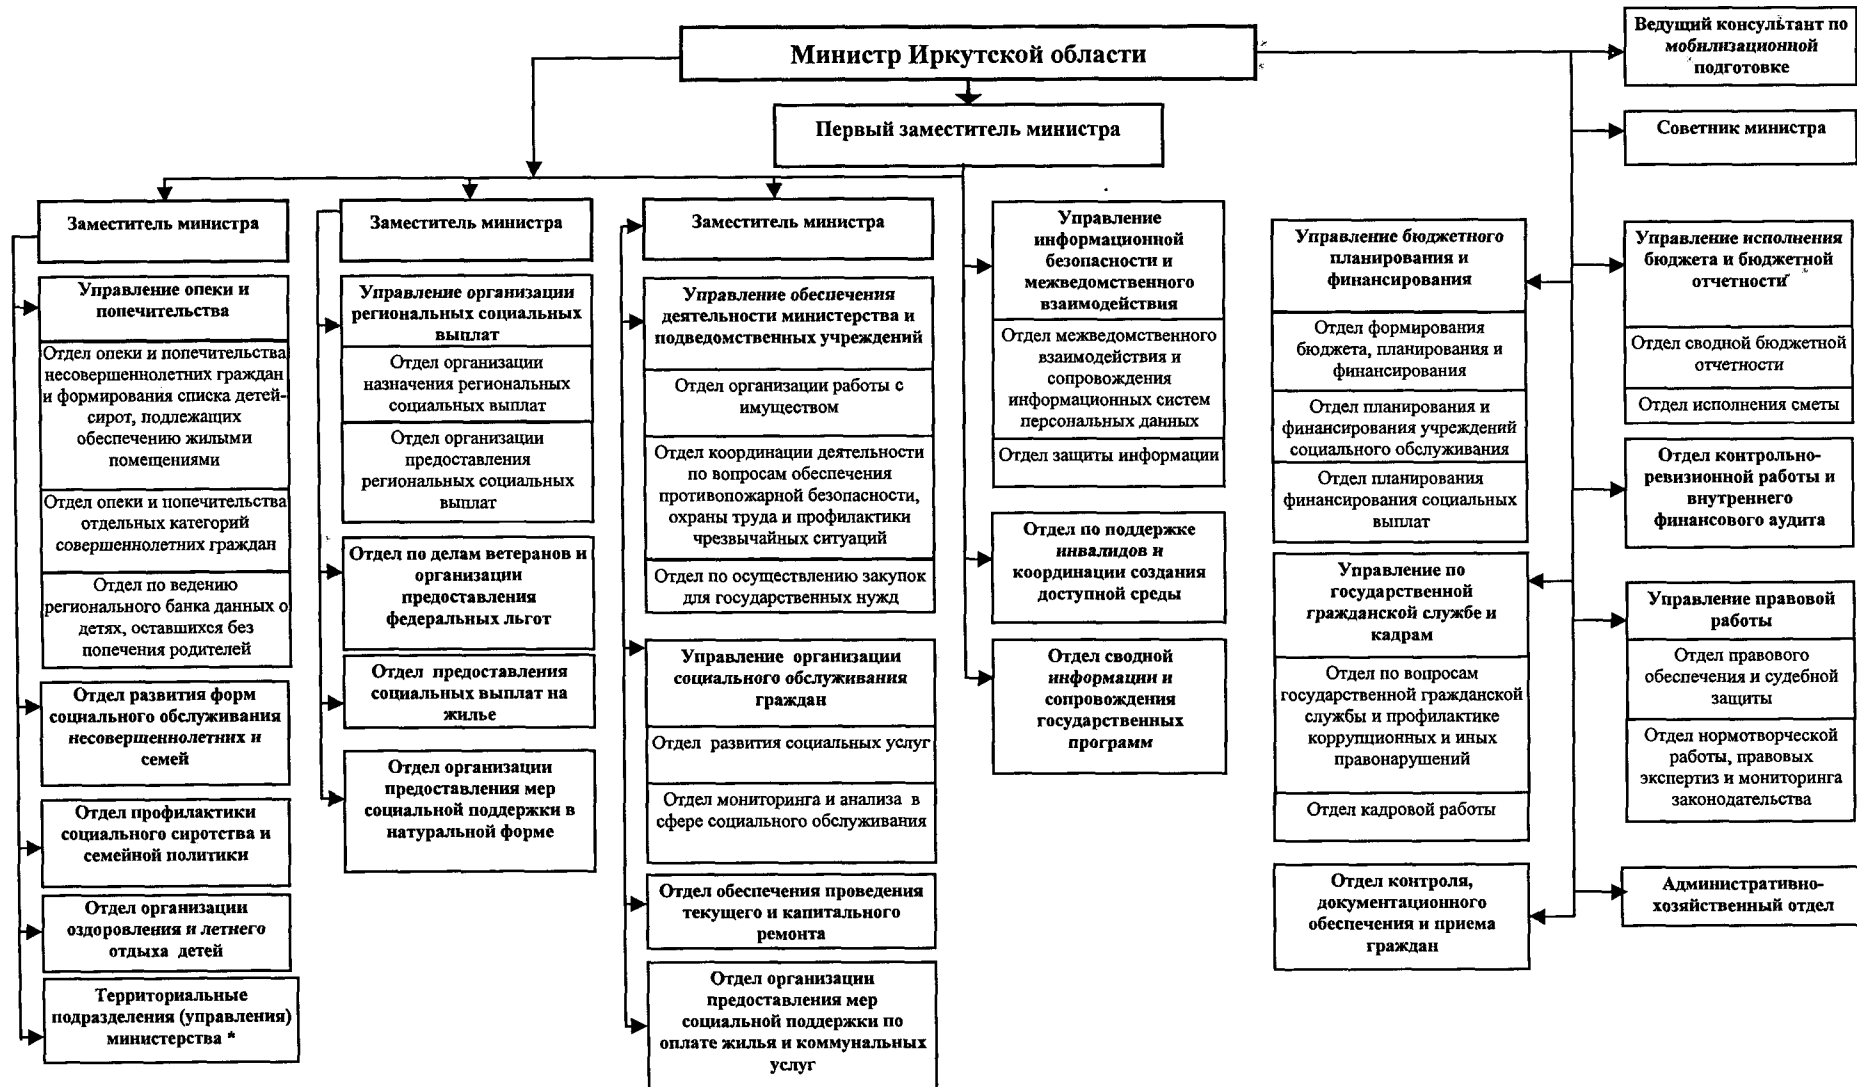 Министр Иркутской области
Первый заместитель министра
Ведущий консультант по
мобилизационной
подготовке
Советник министра
Заместитель министра
Управление опеки и
попечительства
Отдел опеки и попечительства
несовершеннолетних граждан
и формирования списка детей-
сирот, подлежащих
обеспечению жилыми
помещениями
Отдел опеки и попечительства
отдельных категорий
совершеннолетних граждан
Отдел по ведению
регионального банка данных о
детях, оставшихся без
попечения родителей
Отдел развития форм
социального обслуживания
несовершеннолетних и
семей
Отдел профилактики
социального сиротства и
семейной политики
Отдел организации
оздоровления и летнего
отдыха детей
Территориальные
подразделения (управления)
министерства *
Заместитель министра
Управление организации
региональных социальных
выплат
Отдел организации
назначения региональных
социальных выплат
Отдел организации
предоставления
региональных социальных
выплат
Отдел по делам ветеранов и
организации
предоставления
федеральных льгот
Отдел предоставления
социальных выплат на
жилье
Отдел организации
предоставления мер
социальной поддержки в
натуральной форме
Заместитель министра
Управление обеспечения
деятельности министерства и
подведомственных учреждений
Отдел организации работы с
имуществом
Отдел координации деятельности
по вопросам обеспечения
противопожарной безопасности,
охраны труда и профилактики
чрезвычайных ситуаций
Отдел по осуществлению закупок
для государственных нужд
Управление организации
социального обслуживания
граждан
Отдел развития социальных услуг
Отдел мониторинга и анализа в
сфере социального обслуживания
Отдел обеспечения проведения
текущего и капитального
ремонта
Отдел организации
предоставления мер
социальной поддержки по
оплате жилья и коммунальных
услуг
Управление
информационной
безопасности и
межведомственного
взаимодействия
Отдел межведомственного
взаимодействия и
сопровождения
информационных систем
персональных данных
Отдел защиты информации
Отдел по поддержке
инвалидов и
координации создания
доступной среды
Отдел сводной
информации и
сопровождения
государственных
программ
Управление бюджетного
планирования и
финансирования
Отдел формирования
бюджета, планирования и
финансирования
Отдел планирования и
финансирования учреждений
социального обслуживания
Отдел планирования
финансирования социальных
выплат
Управление по
государственной
гражданской службе и
кадрам
Отдел по вопросам
государственной гражданской
службы и профилактике
коррупционных и иных
правонарушений
Отдел кадровой работы
Отдел контроля,
документационного
обеспечения и приема
граждан
Управление исполнения
бюджета и бюджетной
отчетности
Отдел сводной бюджетной
отчетности
Отдел исполнения сметы
Отдел контрольно-
ревизионной работы и
внутреннего
финансового аудита
Управление правовой
работы
Отдел правового
обеспечения и судебной
защиты
Отдел нормотворческой
работы, правовых
экспертиз и мониторинга
законодательства
Административно-
хозяйственный отдел